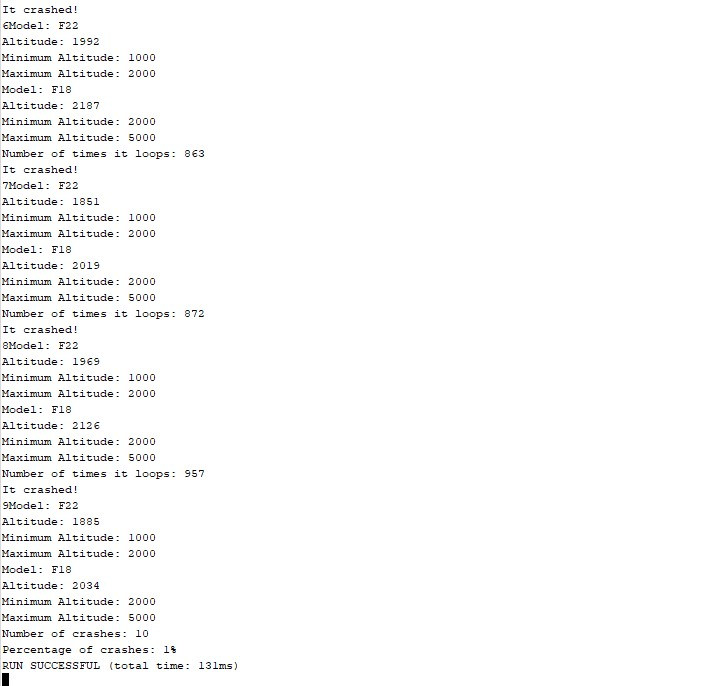 It crashed!
6Model: F22
Altitude: 1992
Minimum Altitude: 1000
Maximum Altitude: 2000
Model: F18
Altitude: 2187
Minimum Altitude: 2000
Maximum Altitude: 5000
Number of times it loops: 863
It crashed!
7Model: F22
Altitude: 1851
Minimum Altitude: 1000
Maximum Altitude: 2000
Model: F18
Altitude: 2019
Minimum Altitude: 2000
Maximum Altitude: 5000
Number of times it loops: 872
It crashed!
8Model: F22
Altitude: 1969
Minimum Altitude: 1000
Maximum Altitude: 2000
Model: F18
Altitude: 2126
Minimum Altitude: 2000
Maximum Altitude: 5000
Number of times it loops: 957
It crashed!
9Model: F22
Altitude: 1885
Minimum Altitude: 1000
Maximum Altitude: 2000
Model: F18
Altitude: 2034
Minimum Altitude: 2000
Maximum Altitude: 5000
Number of crashes: 10
Percentage of crashes: 1%
RUN SUCCESSFUL (total time: 131ms)